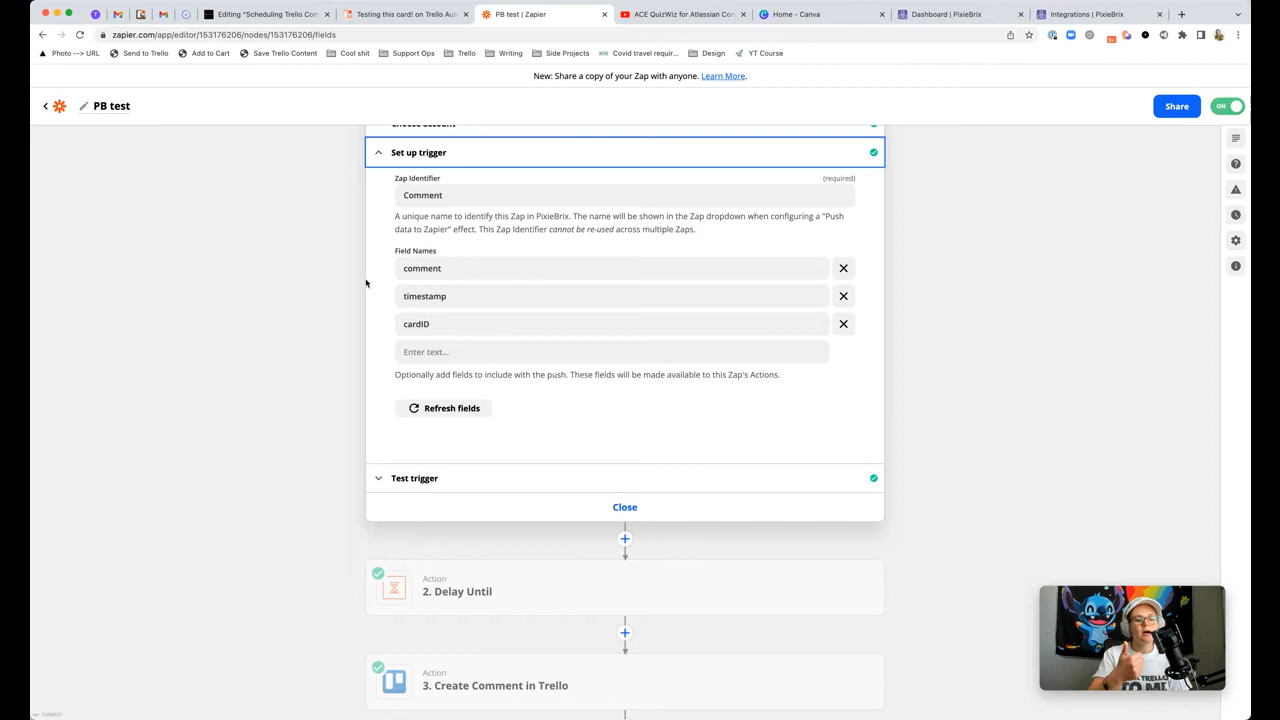 Editing "Scheduling Trello Com
Testing this card! on Trello Aut
PB test | Zapier
ACE QuizWiz for Atlassian Co
Home - Canva
Dashboard | PixieBrix
Integrations | PixieBrix
zapier.com/app/editor/153176206/nodes/153176206/fields
Photo --> URL
Send to Trello
Add to Cart
Save Trello Content
Cool shit
Support Ops
Trello
Writing
Side Projects
Covid travel requir...
Design
YT Course
New: Share a copy of your Zap with anyone. Learn More.
PB test
Share
ON
Choose account
Set up trigger
Zap Identifier
(required)
Comment
A unique name to identify this Zap in PixieBrix. The name will be shown in the Zap dropdown when configuring a "Push
data to Zapier" effect. This Zap Identifier cannot be re-used across multiple Zaps.
Field Names
comment
timestamp
cardID
Enter text...
Optionally add fields to include with the push. These fields will be made available to this Zap's Actions.
Refresh fields
Test trigger
Close
Action
2. Delay Until
Action
3. Create Comment in Trello
TO ME